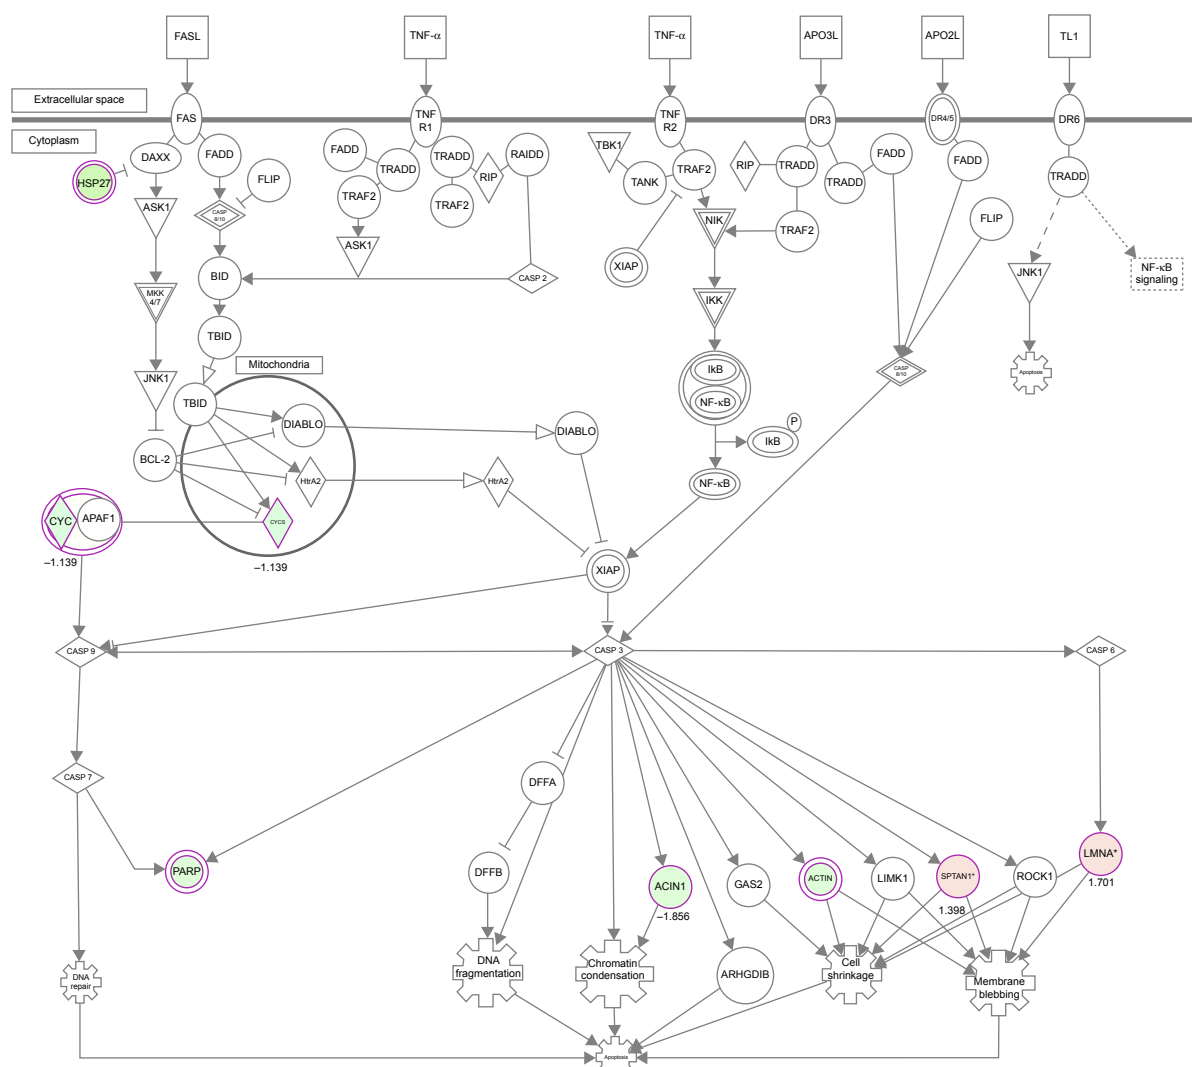 FASL
TNF-α
TNF-α
APO3L
APO2L
TL1
Extracellular space
Cytoplasm
FAS
TNF
R1
TNF
R2
DR3
DR4/5
DR6
HSP27
DAXX
FADD
FLIP
ASK1
CASP
8/10
FADD
TRADD
TRAF2
ASK1
TRADD
TRAF2
RIP
RAIDD
TBK1
TANK
TRAF2
RIP
TRADD
TRADD
FADD
FADD
TRADD
NIK
TRAF2
FLIP
XIAP
BID
CASP 2
JNK1
NF-κB
signaling
MKK
4/7
IKK
TBID
Mitochondria
IkB
NF-κB
CASP
8/10
Apoptosis
JNK1
TBID
DIABLO
DIABLO
P
IkB
BCL-2
HtrA2
HtrA2
NF-κB
CYC
APAF1
CYCS
–1.139
–1.139
XIAP
CASP 9
CASP 3
CASP 6
CASP 7
DFFA
PARP
DFFB
ACIN1
–1.856
GAS2
ACTIN
LIMK1
SPTAN1*
1.398
ROCK1
LMNA*
1.701
DNA
repair
DNA
fragmentation
Chromatin
condensation
ARHGDIB
Cell
shrinkage
Membrane
blebbing
Apoptosis